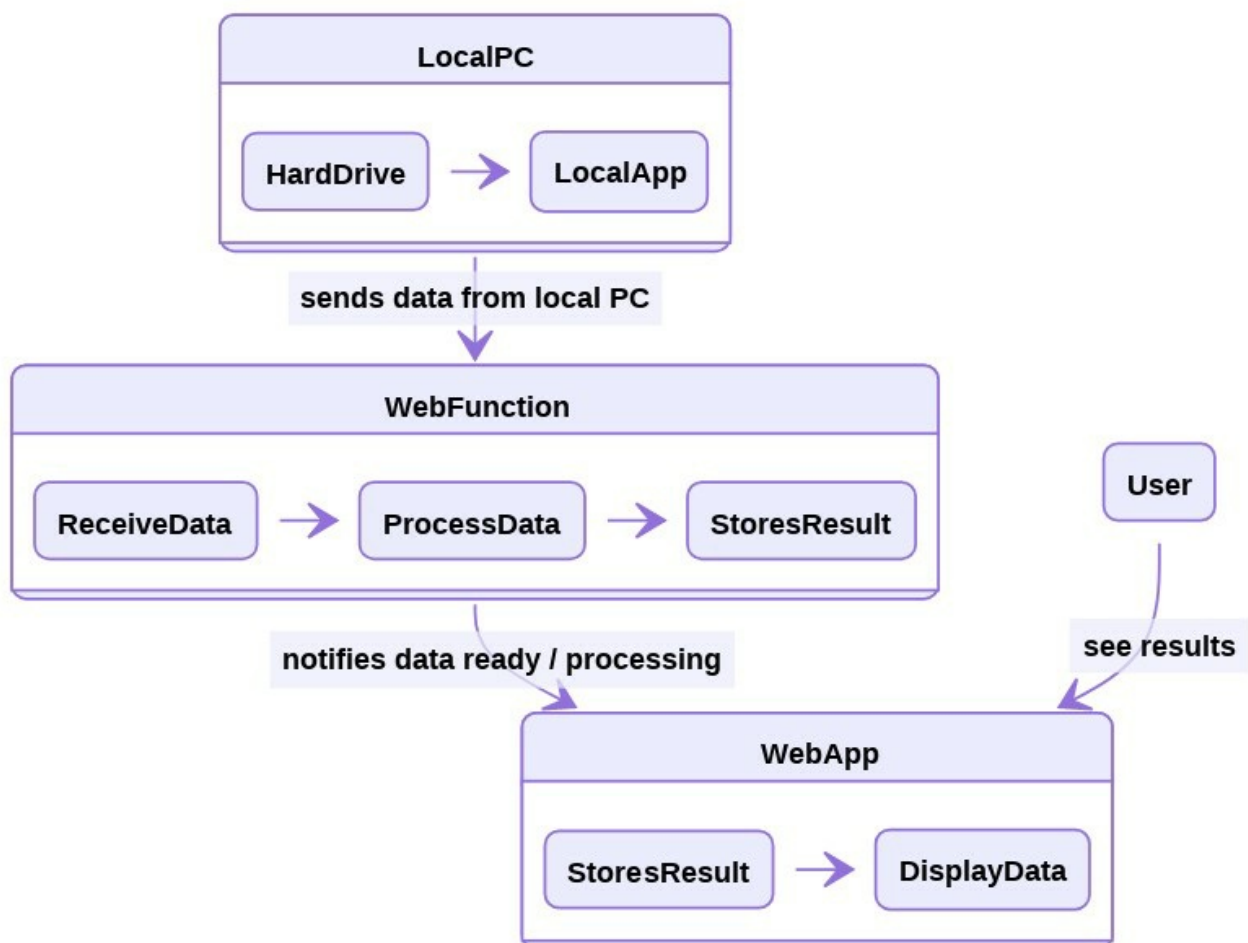 LocalPC
HardDrive
LocalApp
sends data from local PC
WebFunction
ReceiveData
ProcessData
StoresResult
User
notifies data ready / processing
see results
WebApp
StoresResult
DisplayData